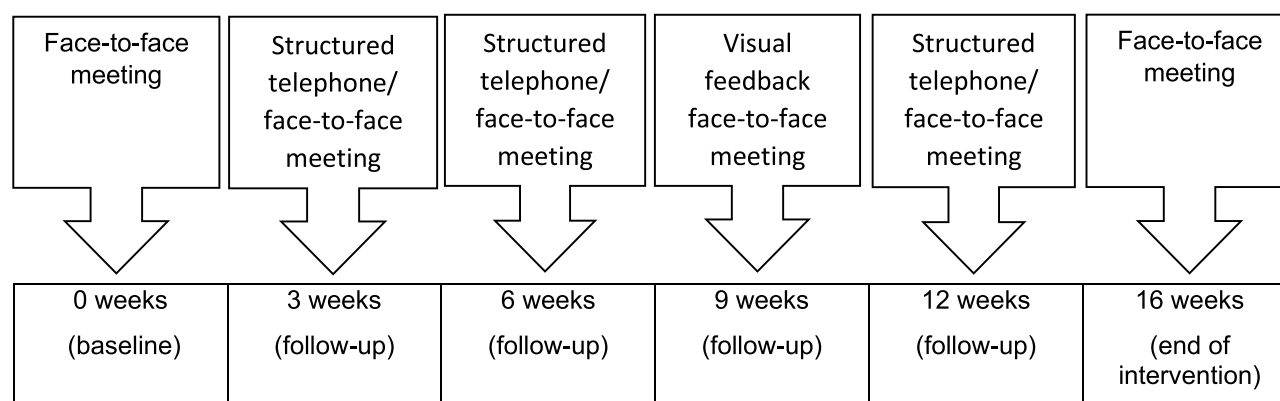 Face-to-face
meeting
Structured
telephone/
face-to-face
meeting
Structured
telephone/
face-to-face
meeting
Visual
feedback
face-to-face
meeting
Structured
telephone/
face-to-face
meeting
Face-to-face
meeting
0 weeks
(baseline)
3 weeks
(follow-up)
6 weeks
(follow-up)
9 weeks
(follow-up)
12 weeks
(follow-up)
16 weeks
(end of
intervention)